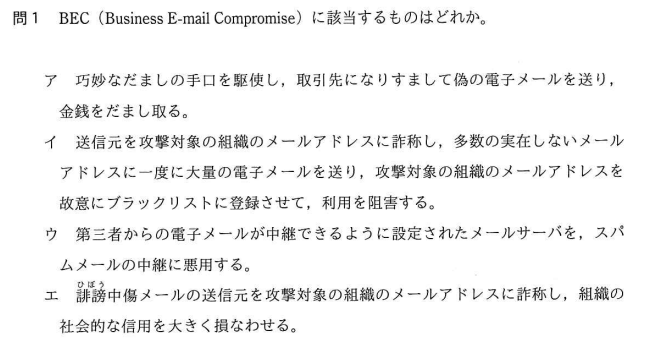 問1 BEC（Business E-mail Compromise）に該当するものはどれか。
ア 巧妙なだましの手口を駆使し，取引先になりすまして偽の電子メールを送り，
金銭をだまし取る。
イ 送信元を攻撃対象の組織のメールアドレスに詐称し，多数の実在しないメール
アドレスに一度に大量の電子メールを送り，攻撃対象の組織のメールアドレスを
故意にブラックリストに登録させて，利用を阻害する。
ウ 第三者からの電子メールが中継できるように設定されたメールサーバを，スパ
ムメールの中継に悪用する。
ひぼう
エ 誹謗中傷メールの送信元を攻撃対象の組織のメールアドレスに詐称し，組織の
社会的な信用を大きく損なわせる。